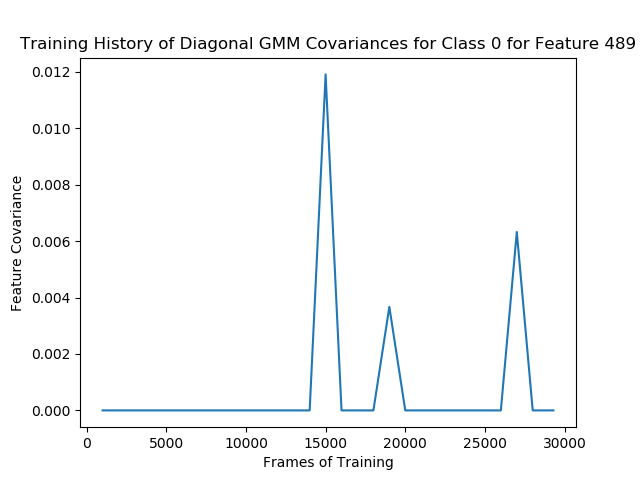 Training History of Diagonal GMM Covariances for Class 0 for Feature 489
0.012
0.010
0.008
0.006
0.004
0.002
0.000
Feature Covariance
0 5000 10000 15000 20000 25000 30000
Frames of Training